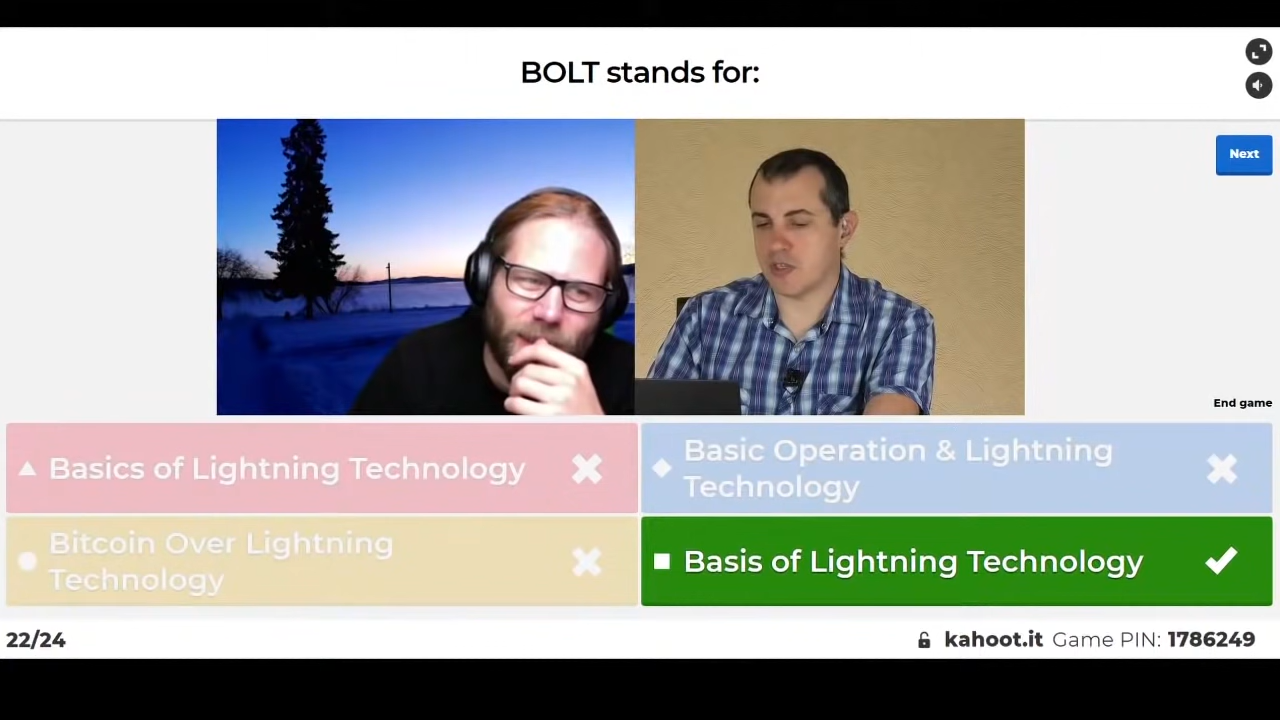 BOLT stands for:
Next
End game
Basics of Lightning Technology
Basic Operation & Lightning
Technology
Bitcoin Over Lightning
Technology
Basis of Lightning Technology
22/24
kahoot.it Game PIN: 1786249